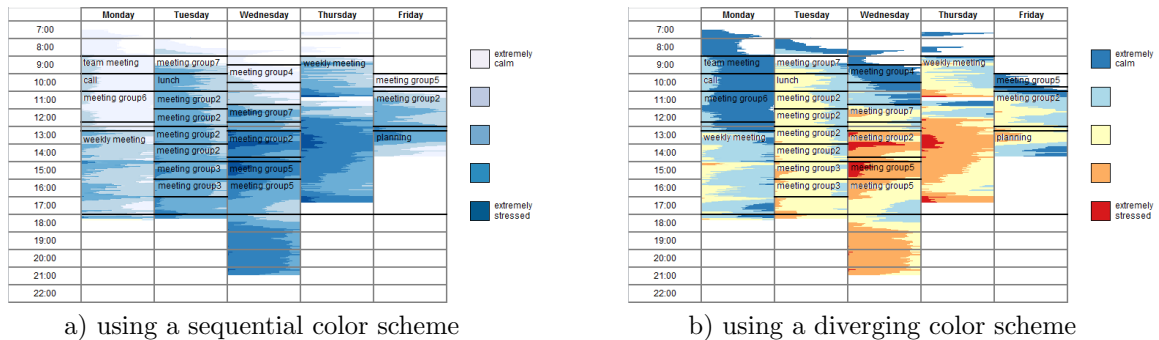 Monday Tuesday Wednesday Thursday Friday
7:00
8:00
9:00 team meeting meeting group7 weekly meeting
meeting group4
10:00 call lunch meeting group5
11:00 meeting group6 meeting group2 meeting group2
12:00 meeting group2 meeting group7
13:00 weekly meeting meeting group2 meeting group2 planning
14:00 meeting group2
15:00 meeting group3 meeting group5
16:00 meeting group3 meeting group5
17:00
18:00
19:00
20:00
21:00
22:00
extremely
calm
extremely
stressed
a) using a sequential color scheme
Monday Tuesday Wednesday Thursday Friday
7:00
8:00
9:00 team meeting meeting group7 weekly meeting
meeting group4
10:00 call lunch meeting group5
11:00 meeting group6 meeting group2 meeting group2
12:00 meeting group2 meeting group7
13:00 weekly meeting meeting group2 meeting group2 planning
14:00 meeting group2
15:00 meeting group3 meeting group5
16:00 meeting group3 meeting group5
17:00
18:00
19:00
20:00
21:00
22:00
extremely
calm
extremely
stressed
b) using a diverging color scheme